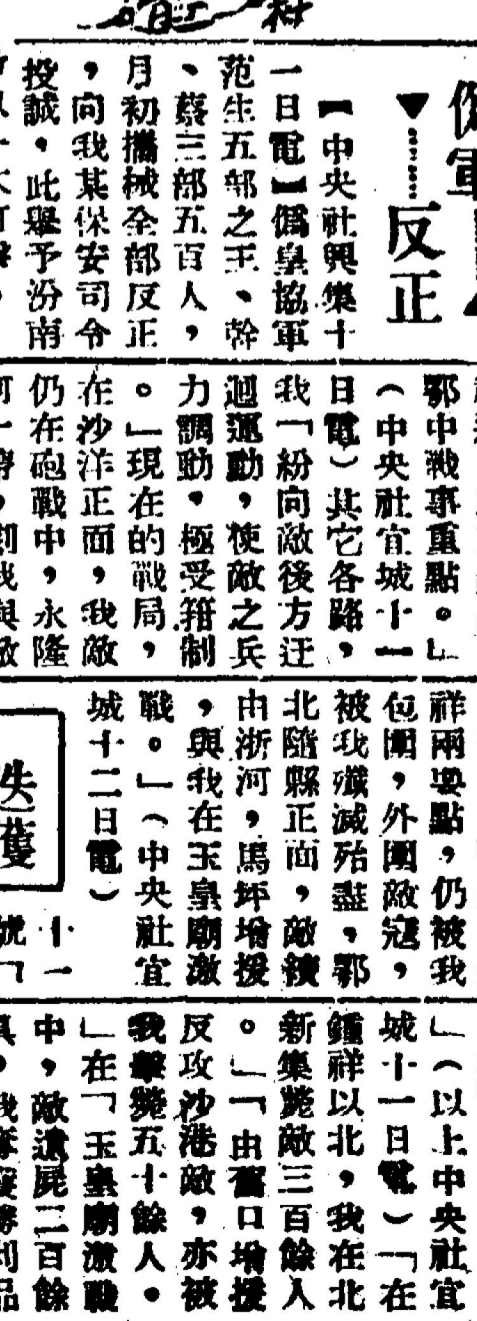 偽軍
反正
【中央社興集十
一日電】僞皇協軍
范生五部之王、幹
、蔡三部五百人，
月初攜械全部反正
，向我某保安司令
投誠。此舉予汾南
鄂中戰事重點。」
（中央社宜城十一
日電）其它各路，
我「紛向敵後方迂
迴運動，使敵之兵
力調動，極受箝制
。」現在的戰局，
在沙洋正面，我敵
仍在砲戰中，永隆
祥兩要點，仍被我
包圍，外圍敵寇，
被我殲滅殆盡，鄂
北隨縣正面，敵續
由浙河，馬坪增援
，與我在玉皇廟激
戰。」（中央社宜
城十二日電）
失隻
十一
號「
」（以上中央社宜
城十一日電）「在
鍾祥以北，我在北
新集斃敵三百餘人
。」「由舊口增援
反攻沙港敵，亦被
我擊斃五十餘人。
」在「玉皇廟激戰
中，敵遺屍二百餘